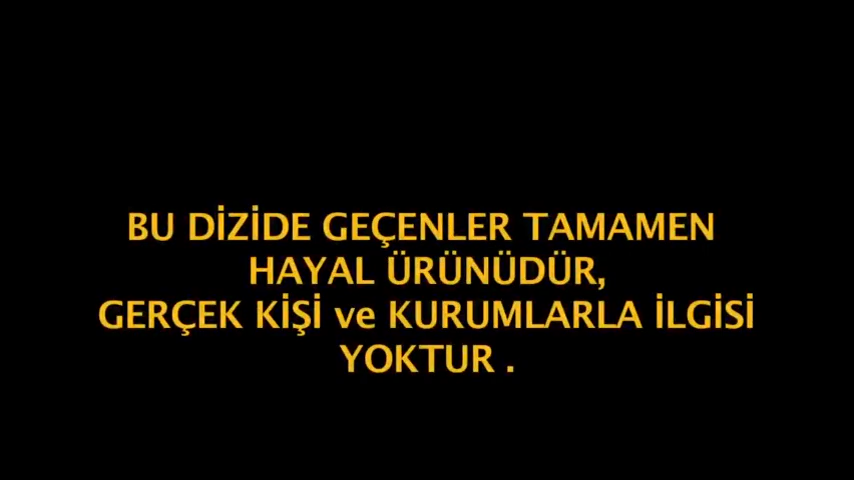 BU DİZİDE GEÇENLER TAMAMEN
HAYAL ÜRÜNÜDÜR,
GERÇEK KİŞİ ve KURUMLARLA İLGİSİ
YOKTUR .